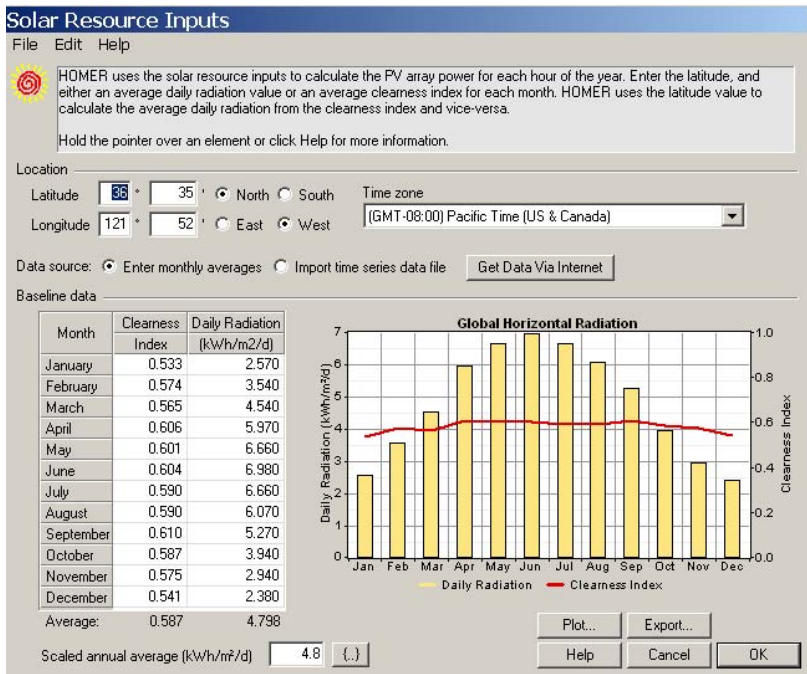 Solar Resource Inputs
File Edit Help
HOMER uses the solar resource inputs to calculate the PV array power for each hour of the year. Enter the latitude, and
either an average daily radiation value or an average clearness index for each month. HOMER uses the latitude value to
calculate the average daily radiation from the clearness index and vice-versa.
Hold the pointer over an element or click Help for more information.
Location
Latitude 36 ° 35 ' North South Time zone
Longitude 121 ° 52 ' East West (GMT-08:00) Pacific Time (US & Canada)
Data source: Enter monthly averages Import time series data file Get Data Via Internet
Baseline data
Month Clearness Index Daily Radiation (kWh/m2/d)
January 0.533 2.570
February 0.574 3.540
March 0.565 4.540
April 0.606 5.970
May 0.601 6.660
June 0.604 6.980
July 0.590 6.660
August 0.590 6.070
September 0.610 5.270
October 0.587 3.940
November 0.575 2.940
December 0.541 2.380
Average: 0.587 4.798
Scaled annual average (kWh/m²/d) 4.8 {..}
Global Horizontal Radiation
Daily Radiation (kWh/m²/d)
7
6
5
4
3
2
1
0
1.0
0.8
0.6
0.4
0.2
0.0
Clearness Index
Jan Feb Mar Apr May Jun Jul Aug Sep Oct Nov Dec
Daily Radiation Clearness Index
Plot... Export...
Help Cancel OK